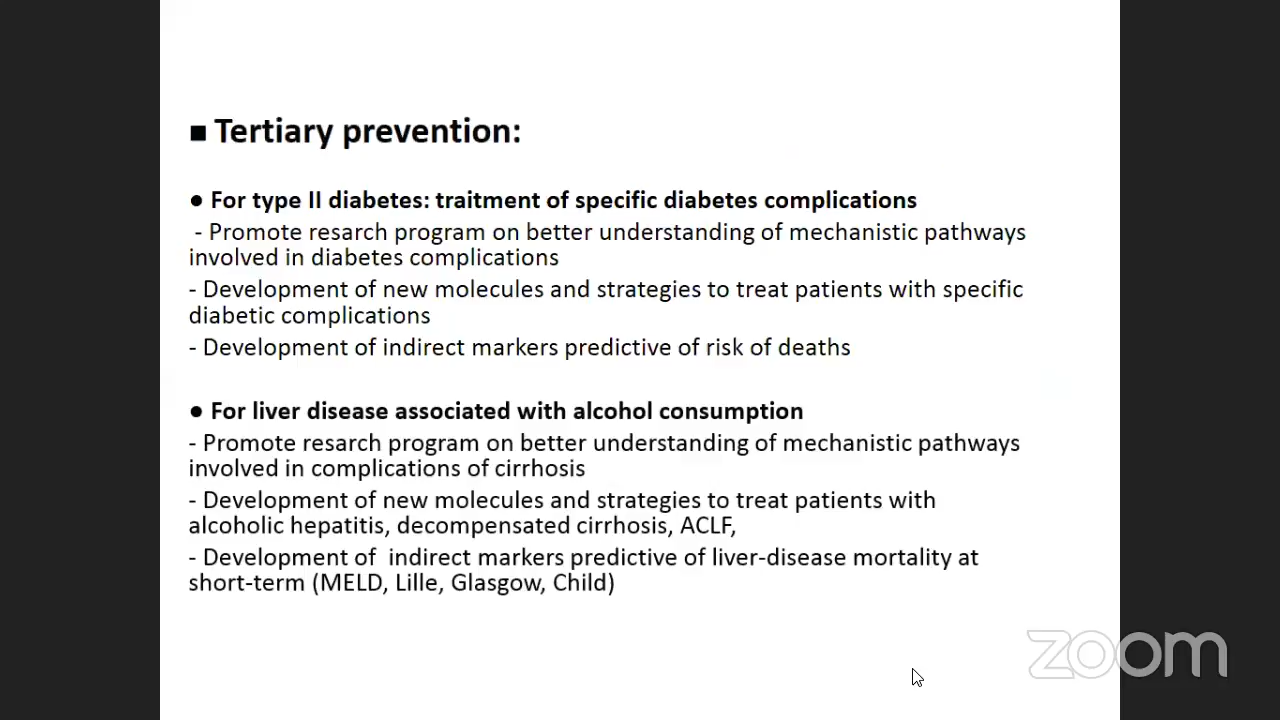 ■ Tertiary prevention:
● For type II diabetes: traitment of specific diabetes complications
- Promote resarch program on better understanding of mechanistic pathways
involved in diabetes complications
- Development of new molecules and strategies to treat patients with specific
diabetic complications
- Development of indirect markers predictive of risk of deaths
● For liver disease associated with alcohol consumption
- Promote resarch program on better understanding of mechanistic pathways
involved in complications of cirrhosis
- Development of new molecules and strategies to treat patients with
alcoholic hepatitis, decompensated cirrhosis, ACLF,
- Development of  indirect markers predictive of liver-disease mortality at
short-term (MELD, Lille, Glasgow, Child)
zoom